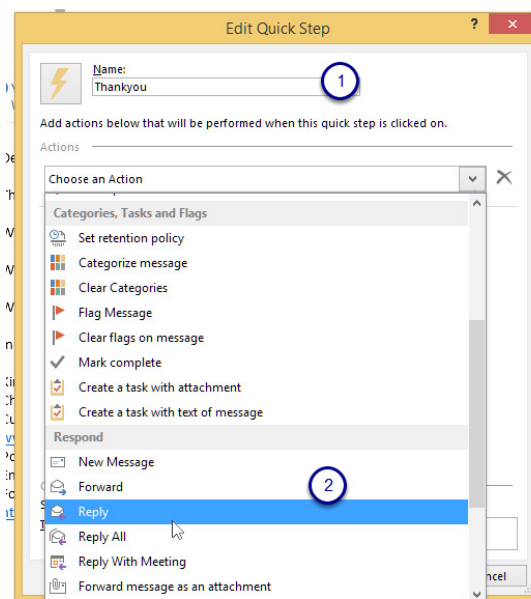 Edit Quick Step
?
Name:
1
Thankyou
Add actions below that will be performed when this quick step is clicked on.
Actions
Choose an Action
Categories, Tasks and Flags
Set retention policy
Categorize message
Clear Categories
Flag Message
Clear flags on message
Mark complete
Create a task with attachment
Create a task with text of message
Respond
New Message
Forward
2
Reply
Reply All
Reply With Meeting
Forward message as an attachment